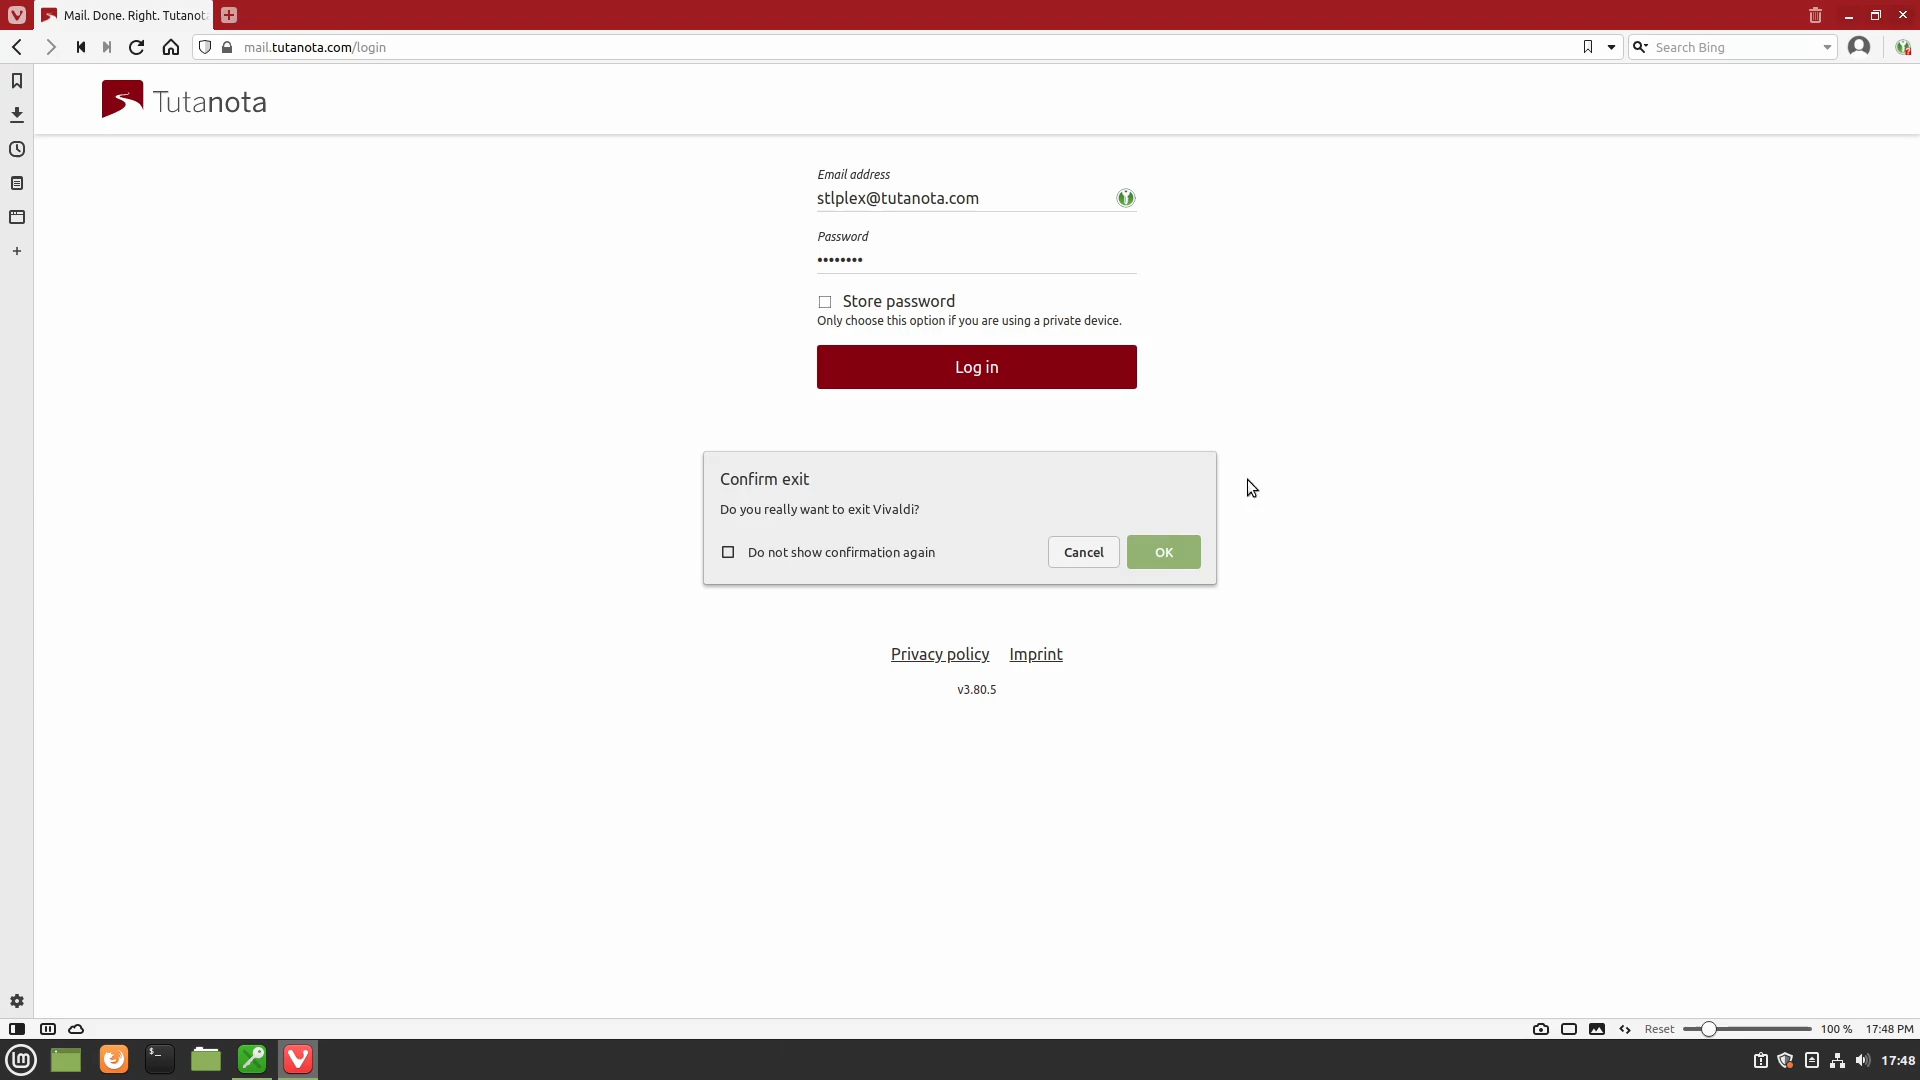 Mail. Done. Right. Tutanot
mail.tutanota.com/login
Search Bing
Tutanota
Email address
stlplex@tutanota.com
Password
••••••••
Store password
Only choose this option if you are using a private device.
Log in
Confirm exit
Do you really want to exit Vivaldi?
Do not show confirmation again
Cancel
OK
Privacy policy
Imprint
v3.80.5
Reset
100 %
17:48 PM
17:48